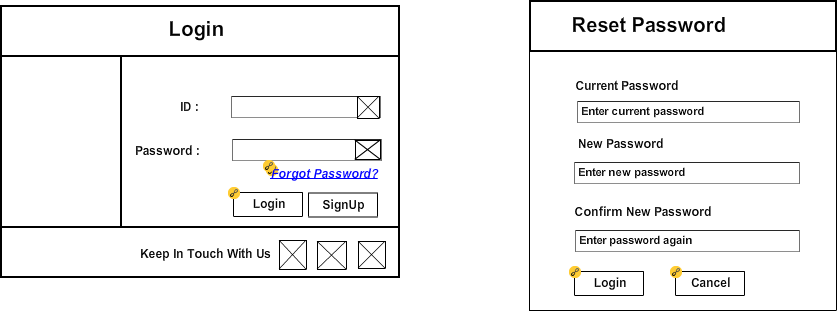 Login
ID :
Password :
Forgot Password?
Login
SignUp
Keep In Touch With Us
Reset Password
Current Password
Enter current password
New Password
Enter new password
Confirm New Password
Enter password again
Login
Cancel